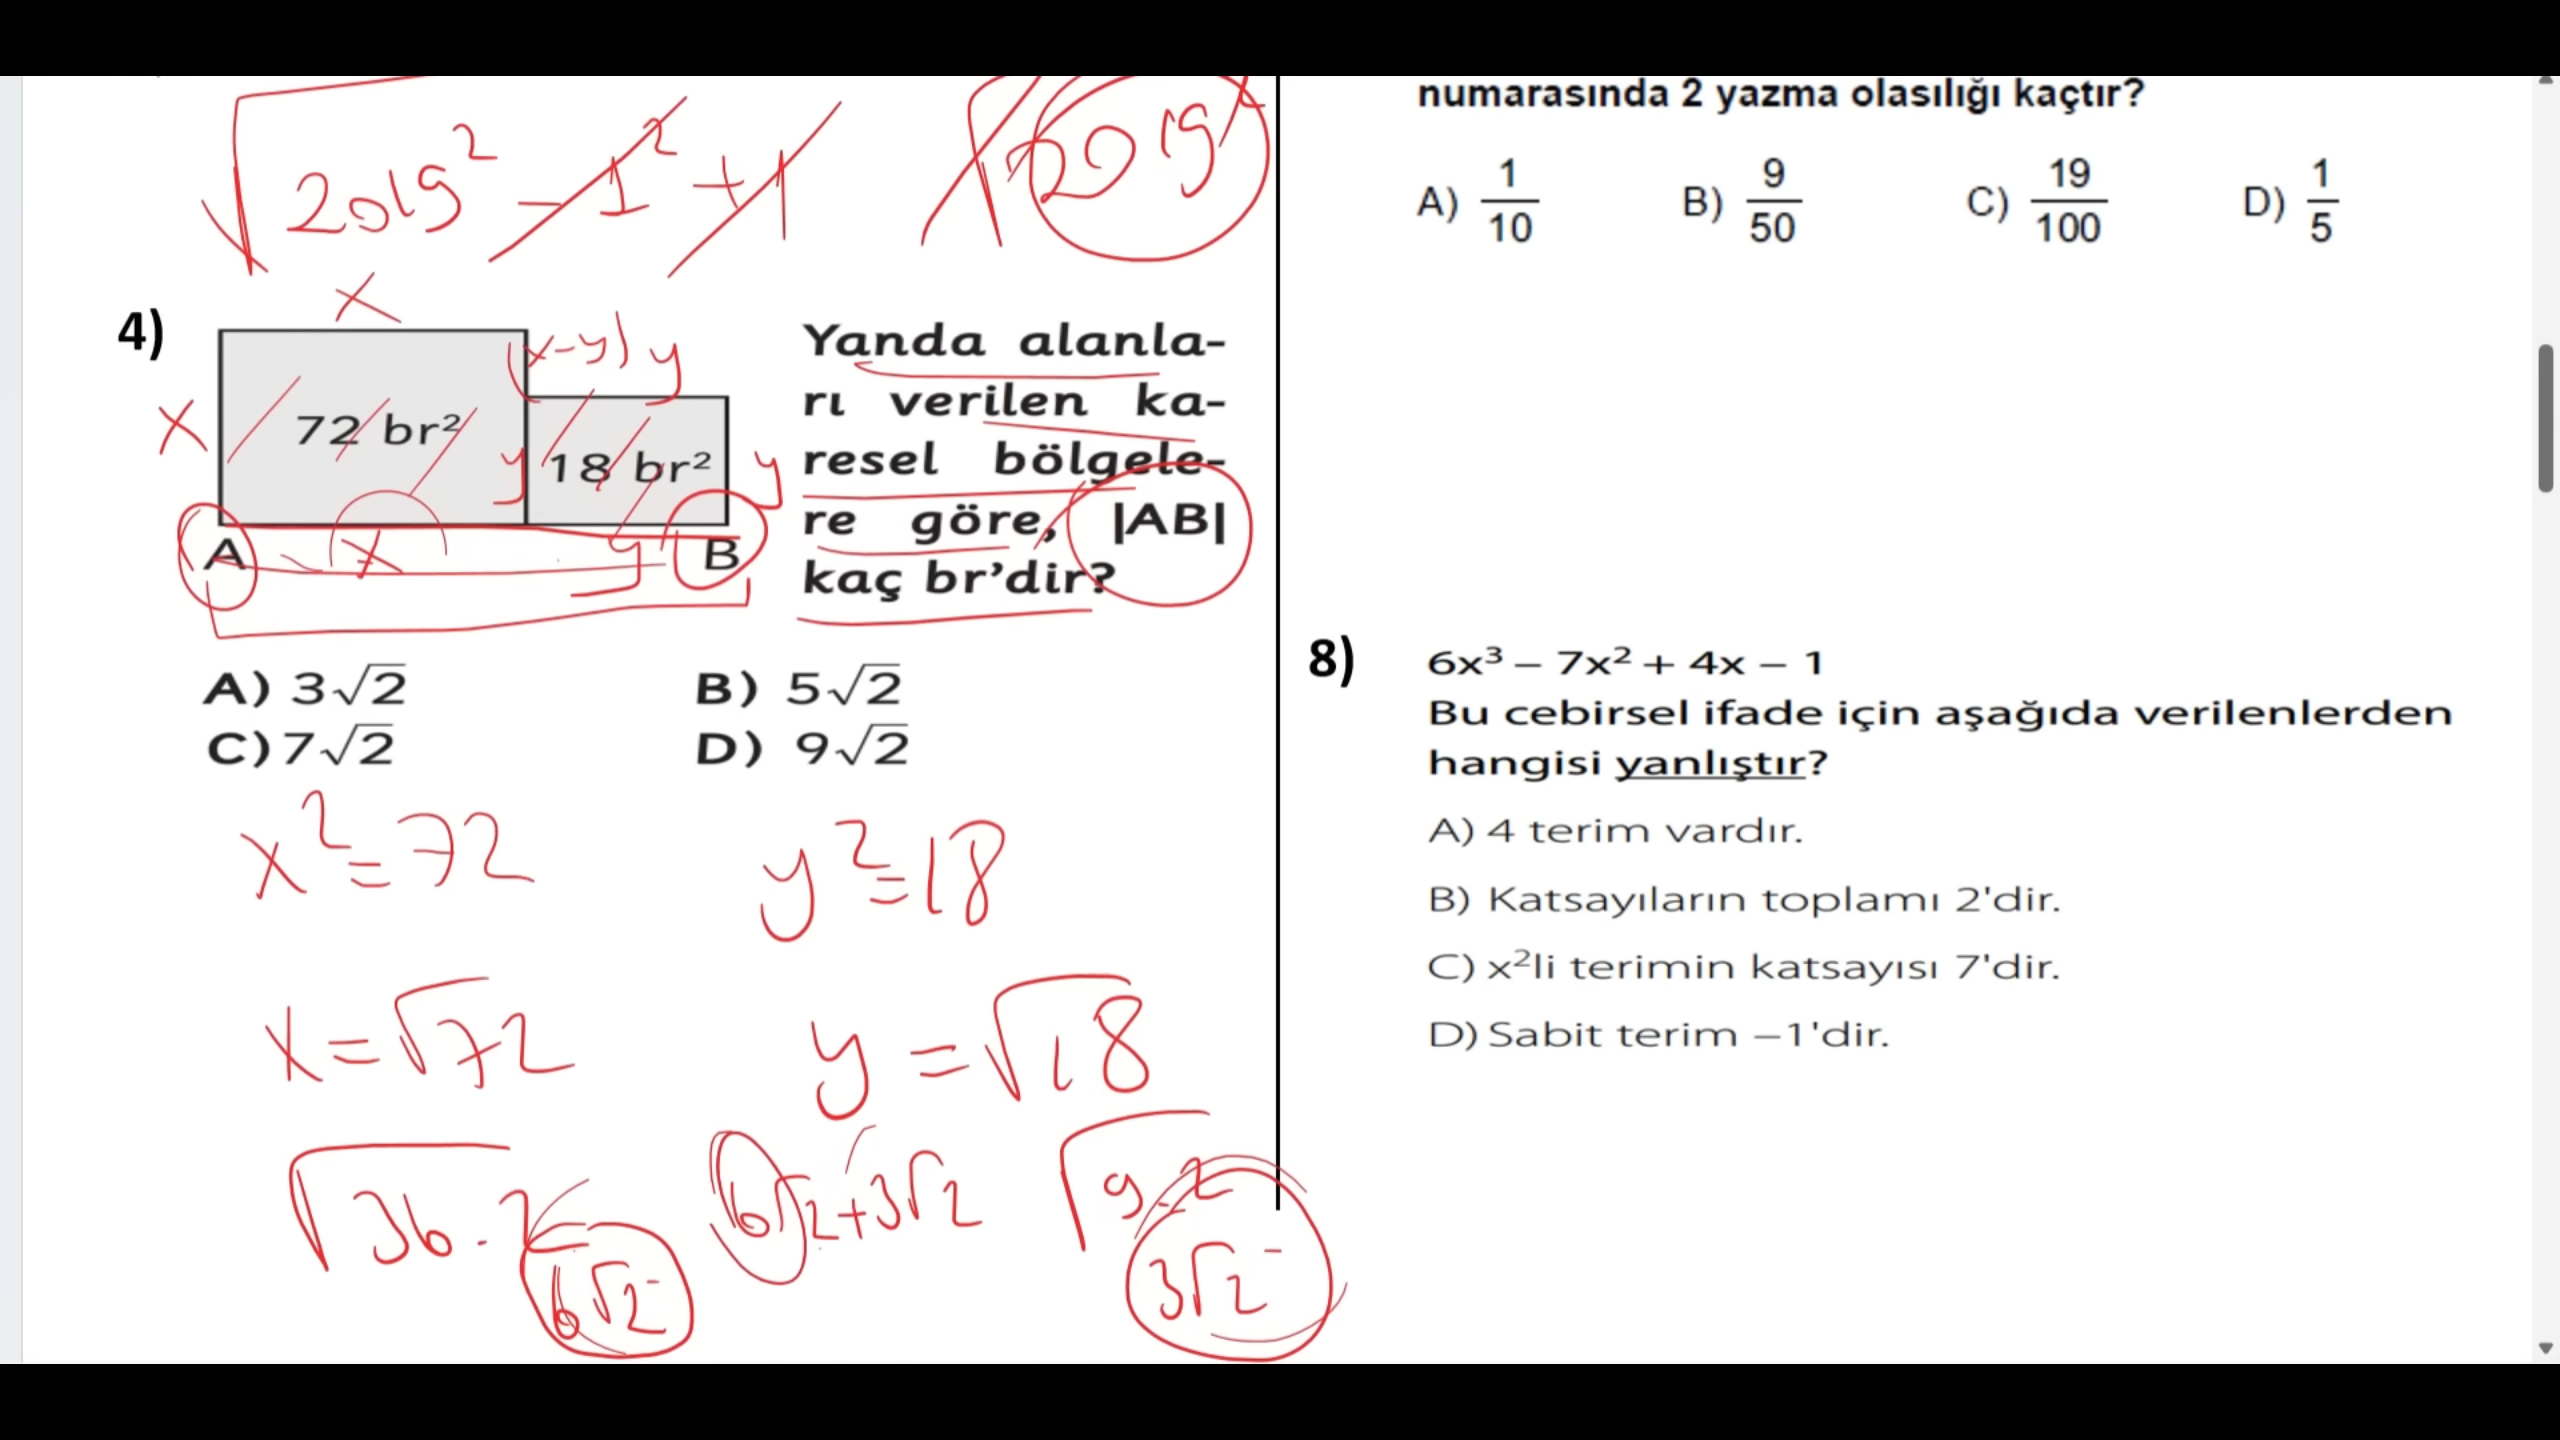 √2019² - 1² + 1
√2019²
4)
x
(x-y)
y
x
72 br²
y
18 br²
y
A
x
y
B
Yanda alanla-
rı verilen ka-
resel bölgele-
re göre, |AB|
kaç br’dir?
A) 3√2
B) 5√2
C) 7√2
D) 9√2
x² = 72
y² = 18
x = √72
y = √18
√36 . 2
6√2 + 3√2
√9.2
6√2
3√2
numarasında 2 yazma olasılığı kaçtır?
A) 1/10
B) 9/50
C) 19/100
D) 1/5
8)
6x³ – 7x² + 4x – 1
Bu cebirsel ifade için aşağıda verilenlerden
hangisi yanlıştır?
A) 4 terim vardır.
B) Katsayıların toplamı 2'dir.
C) x²li terimin katsayısı 7'dir.
D) Sabit terim –1'dir.